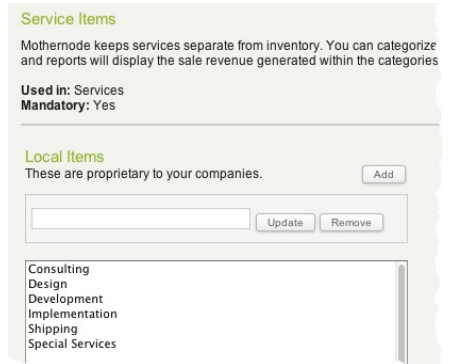 Service Items
Mothernode keeps services separate from inventory. You can categorize
and reports will display the sale revenue generated within the categories
Used in: Services
Mandatory: Yes
Local Items
These are proprietary to your companies.
Add
Update Remove
Consulting
Design
Development
Implementation
Shipping
Special Services